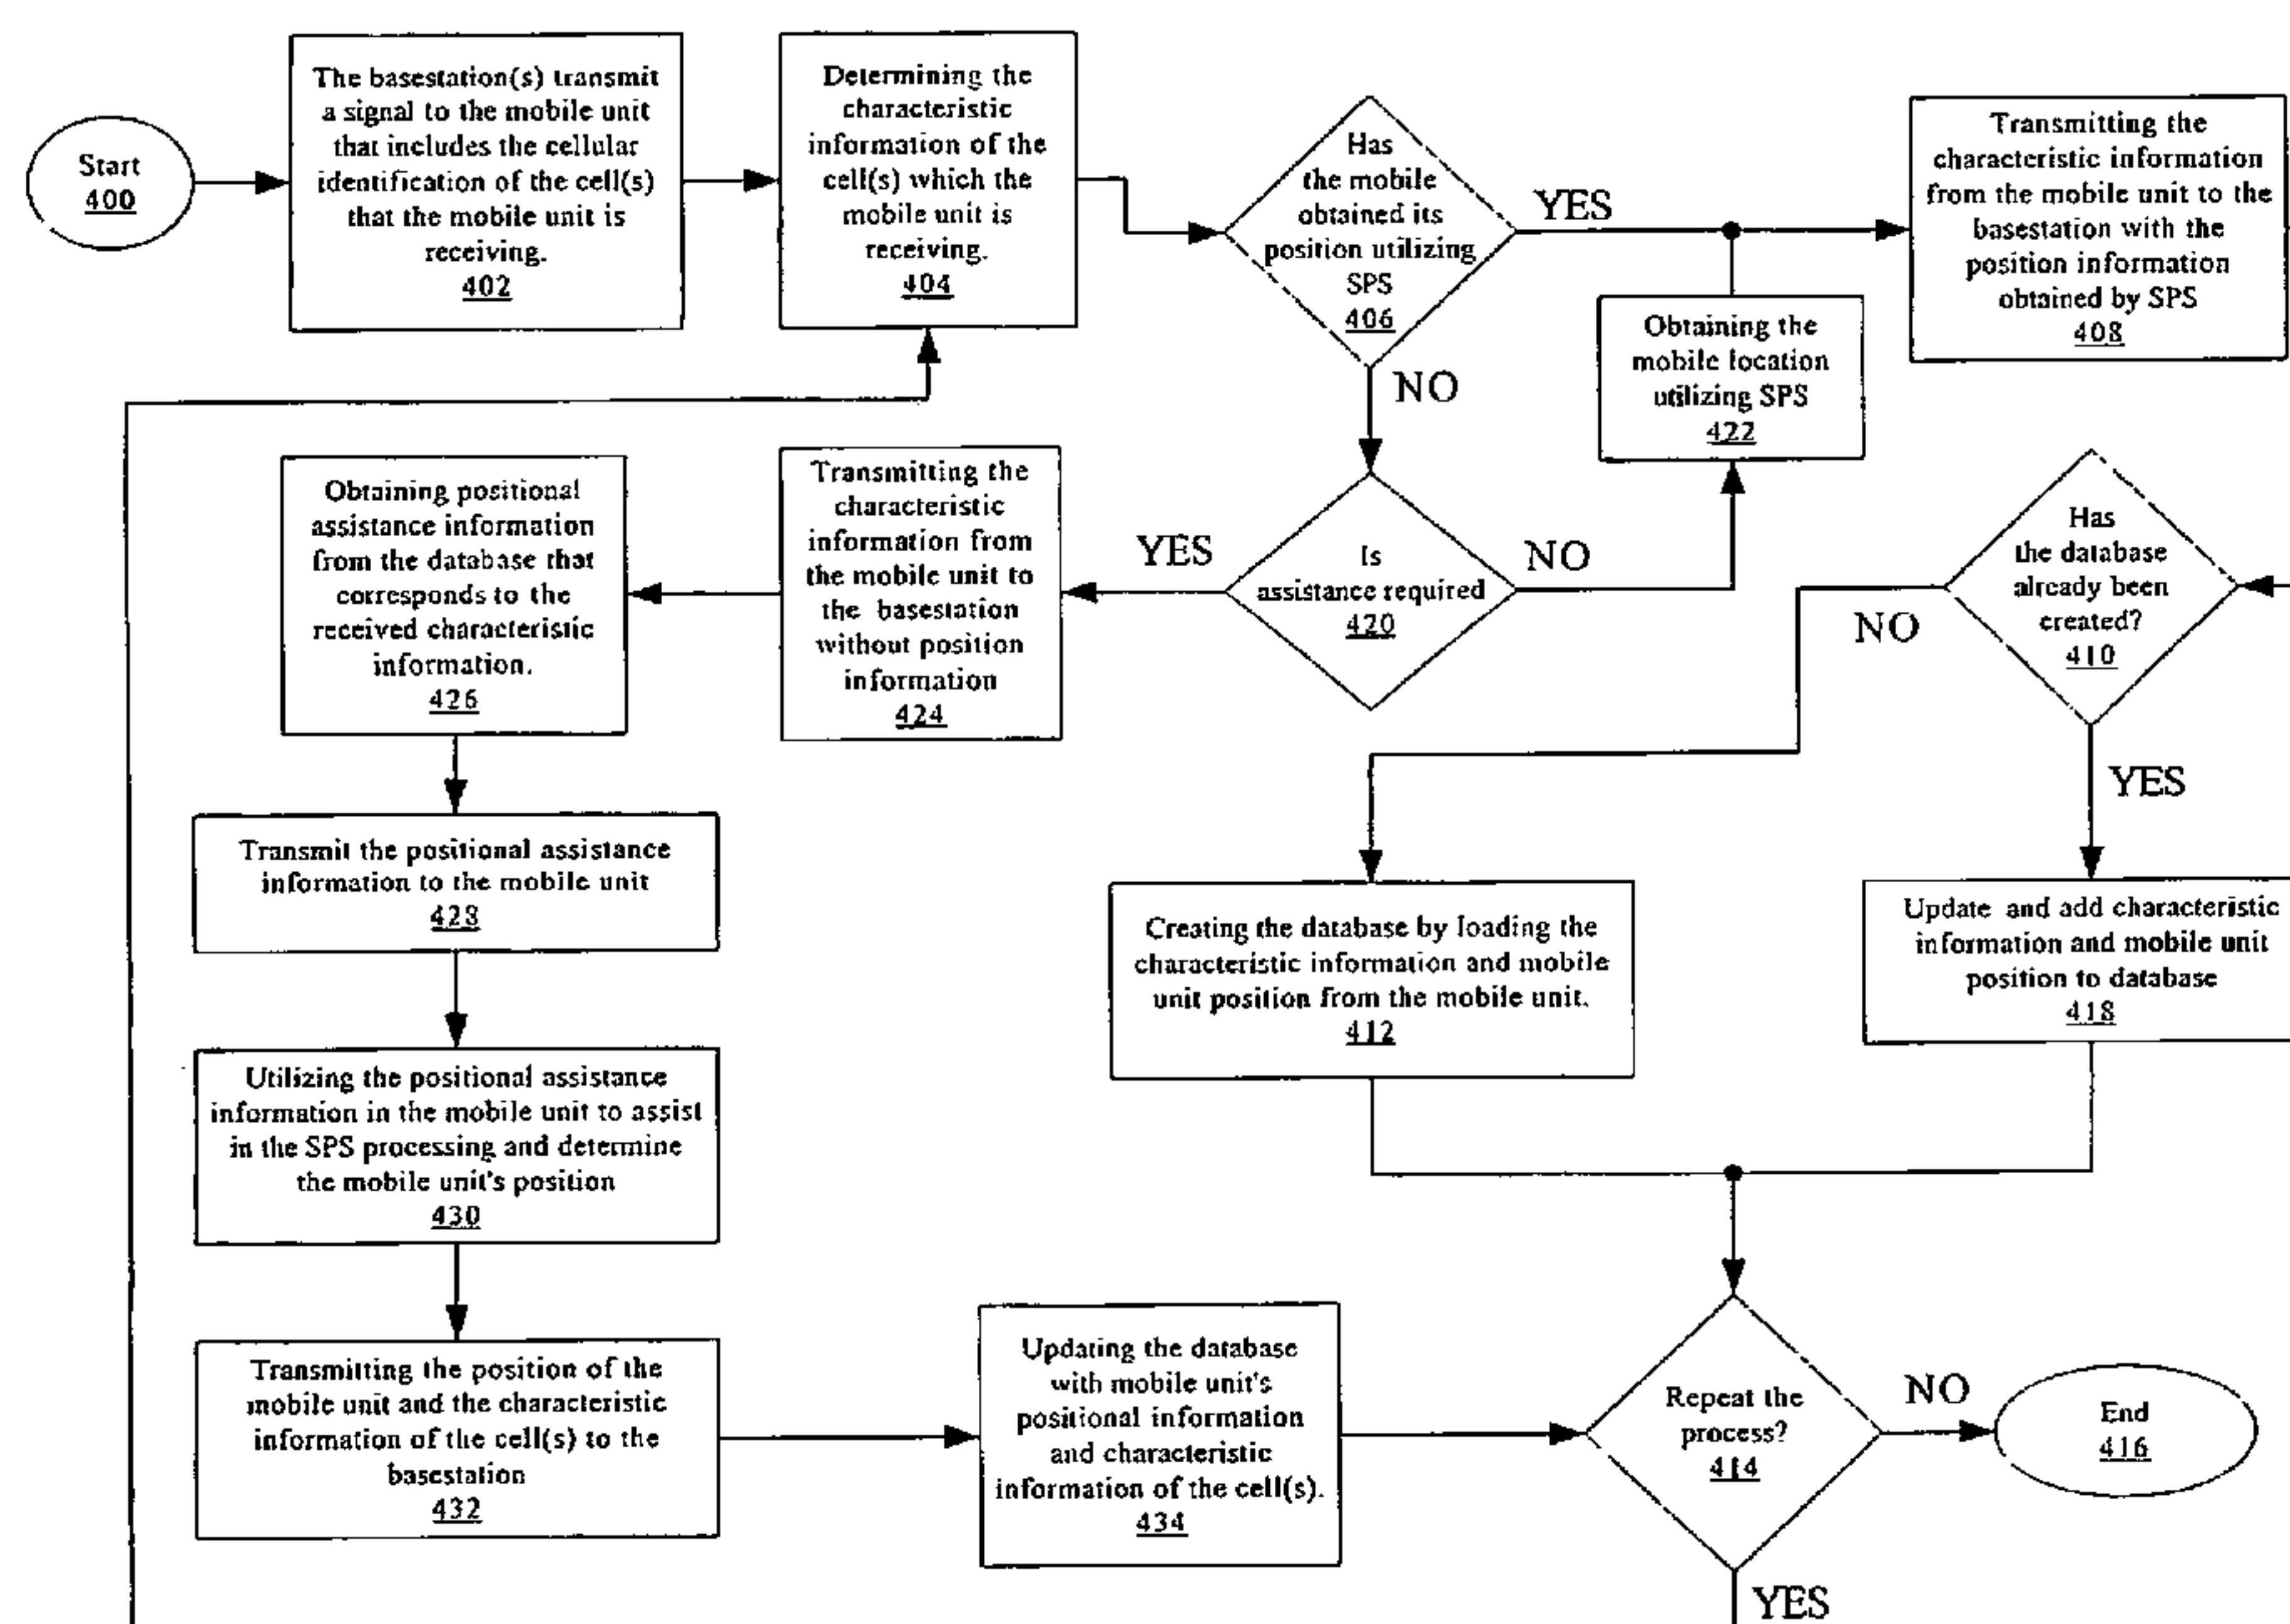 Start
400
The basestation(s) transmit
a signal to the mobile unit
that includes the cellular
identification of the cell(s)
that the mobile unit is
receiving.
402
Determining the
characteristic
information of the
cell(s) which the
mobile unit is
receiving.
404
Has
the mobile
obtained its
position utilizing
SPS
406
YES
NO
Transmitting the
characteristic information
from the mobile unit to the
basestation with the
position information
obtained by SPS
408
Obtaining the
mobile location
utilizing SPS
422
Obtaining positional
assistance information
from the database that
corresponds to the
received characteristic
information.
426
Transmitting the
characteristic
information from
the mobile unit to
the basestation
without position
information
424
YES
Is
assistance required
420
NO
Has
the database
already been
created?
410
NO
YES
Transmit the positional assistance
information to the mobile unit
428
Creating the database by loading the
characteristic information and mobile
unit position from the mobile unit.
412
Update and add characteristic
information and mobile unit
position to database
418
Utilizing the positional assistance
information in the mobile unit to assist
in the SPS processing and determine
the mobile unit's position
430
Transmitting the position of the
mobile unit and the characteristic
information of the cell(s) to the
basestation
432
Updating the database
with mobile unit's
positional information
and characteristic
information of the cell(s).
434
Repeat the
process?
414
NO
End
416
YES